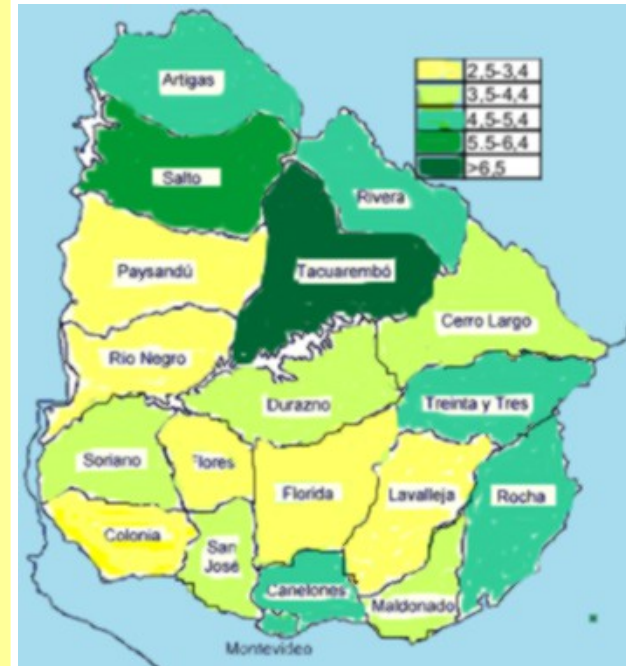 Artigas
2,5-3,4
3,5-4,4
4,5-5,4
5.5-6,4
>6,5
Salto
Rivera
Paysandú
Tacuarembó
Cerro Largo
Rio Negro
Durazno
Treinta y Tres
Soriano
Flores
Florida
Lavalleja
Rocha
Colonia
San
José
Canelones
Maldonado
Montevideo